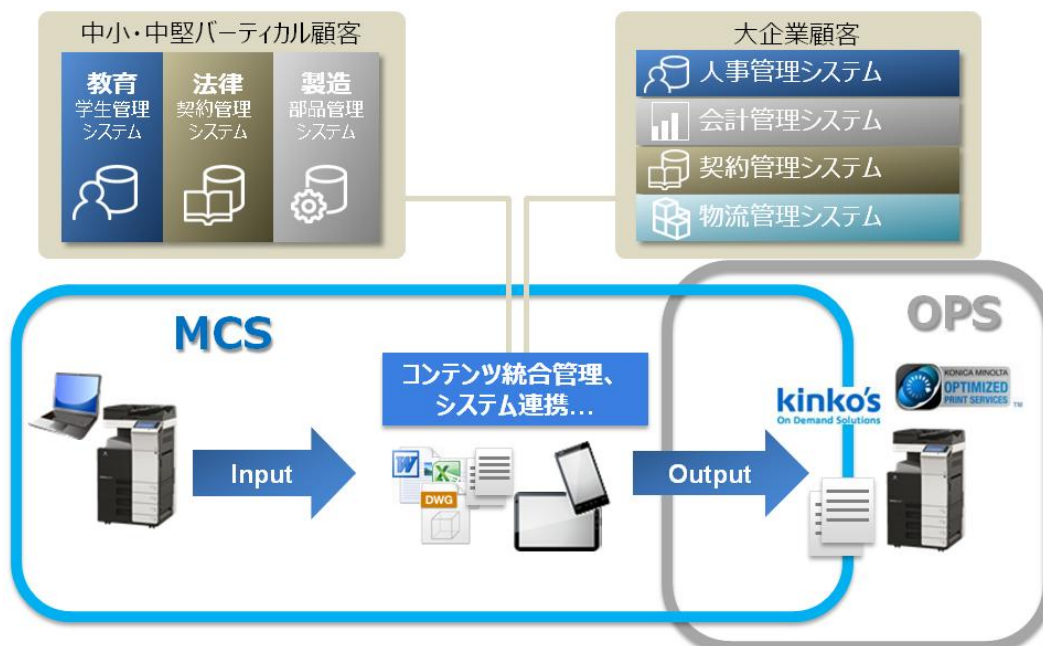 中小・中堅バーティカル顧客
教育
学生管理
システム
法律
契約管理
システム
製造
部品管理
システム
大企業顧客
人事管理システム
会計管理システム
契約管理システム
物流管理システム
MCS
OPS
コンテンツ統合管理、
システム連携…
kinko's
On Demand Solutions
KONICA MINOLTA
OPTIMIZED
PRINT SERVICES
TM
Input
W
X
DWG
Output